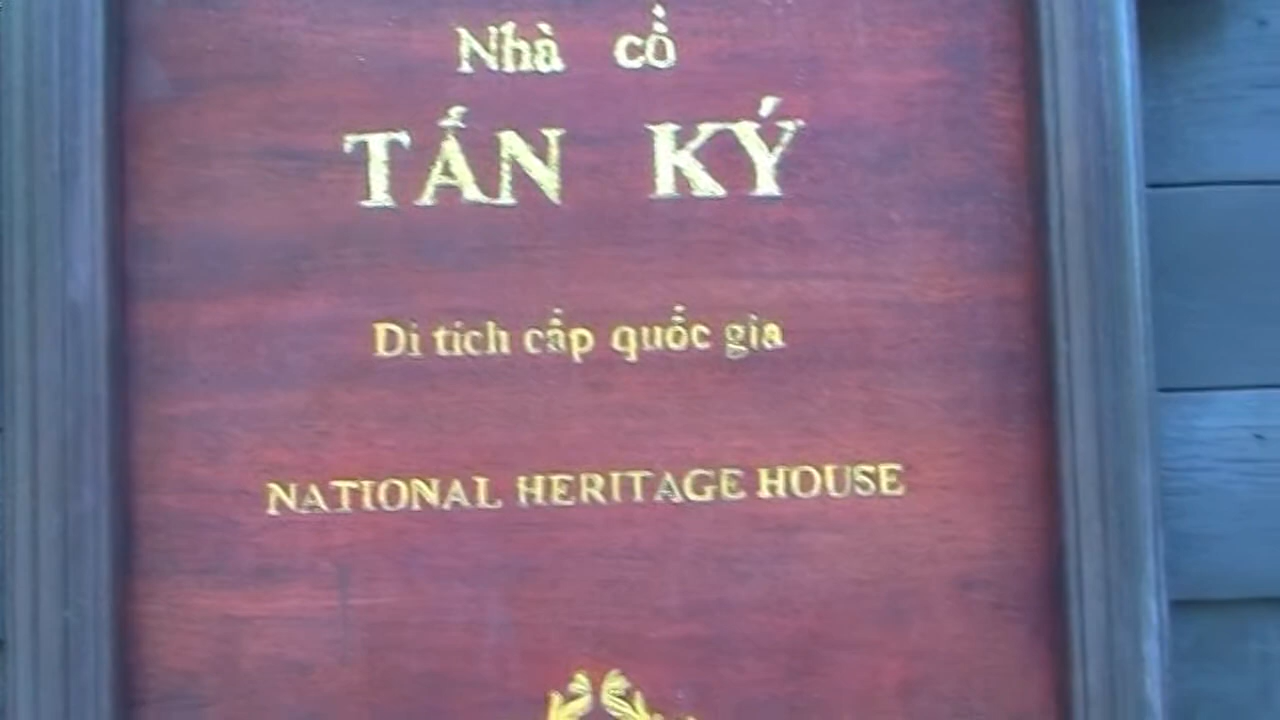 Nhà cổ
TẤN KÝ
Di tích cấp quốc gia
NATIONAL HERITAGE HOUSE